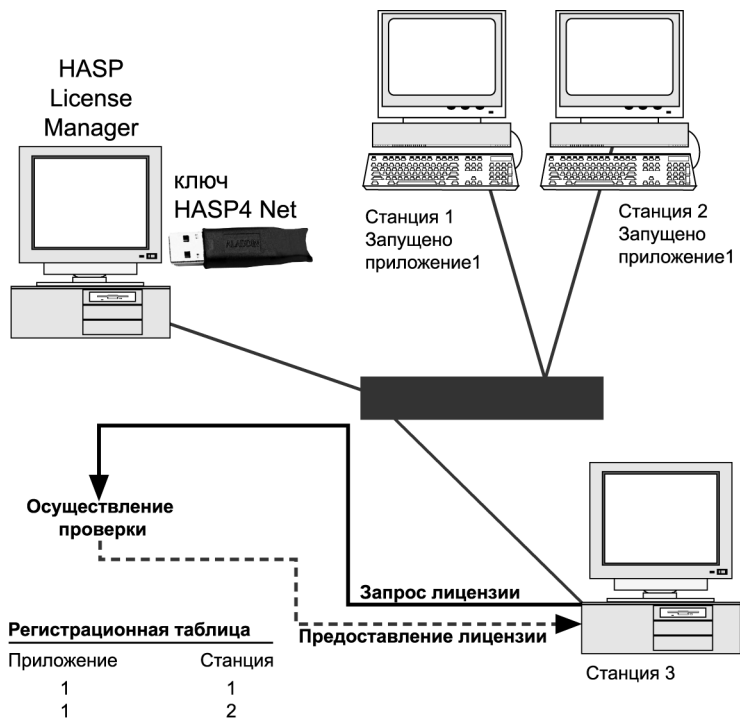 HASP
License
Manager
ключ
HASP4 Net
ALADDIN
Станция 1
Запущено
приложение1
Станция 2
Запущено
приложение1
Осуществление
проверки
Запрос лицензии
Предоставление лицензии
Регистрационная таблица
Приложение Станция
1 1
1 2
Станция 3